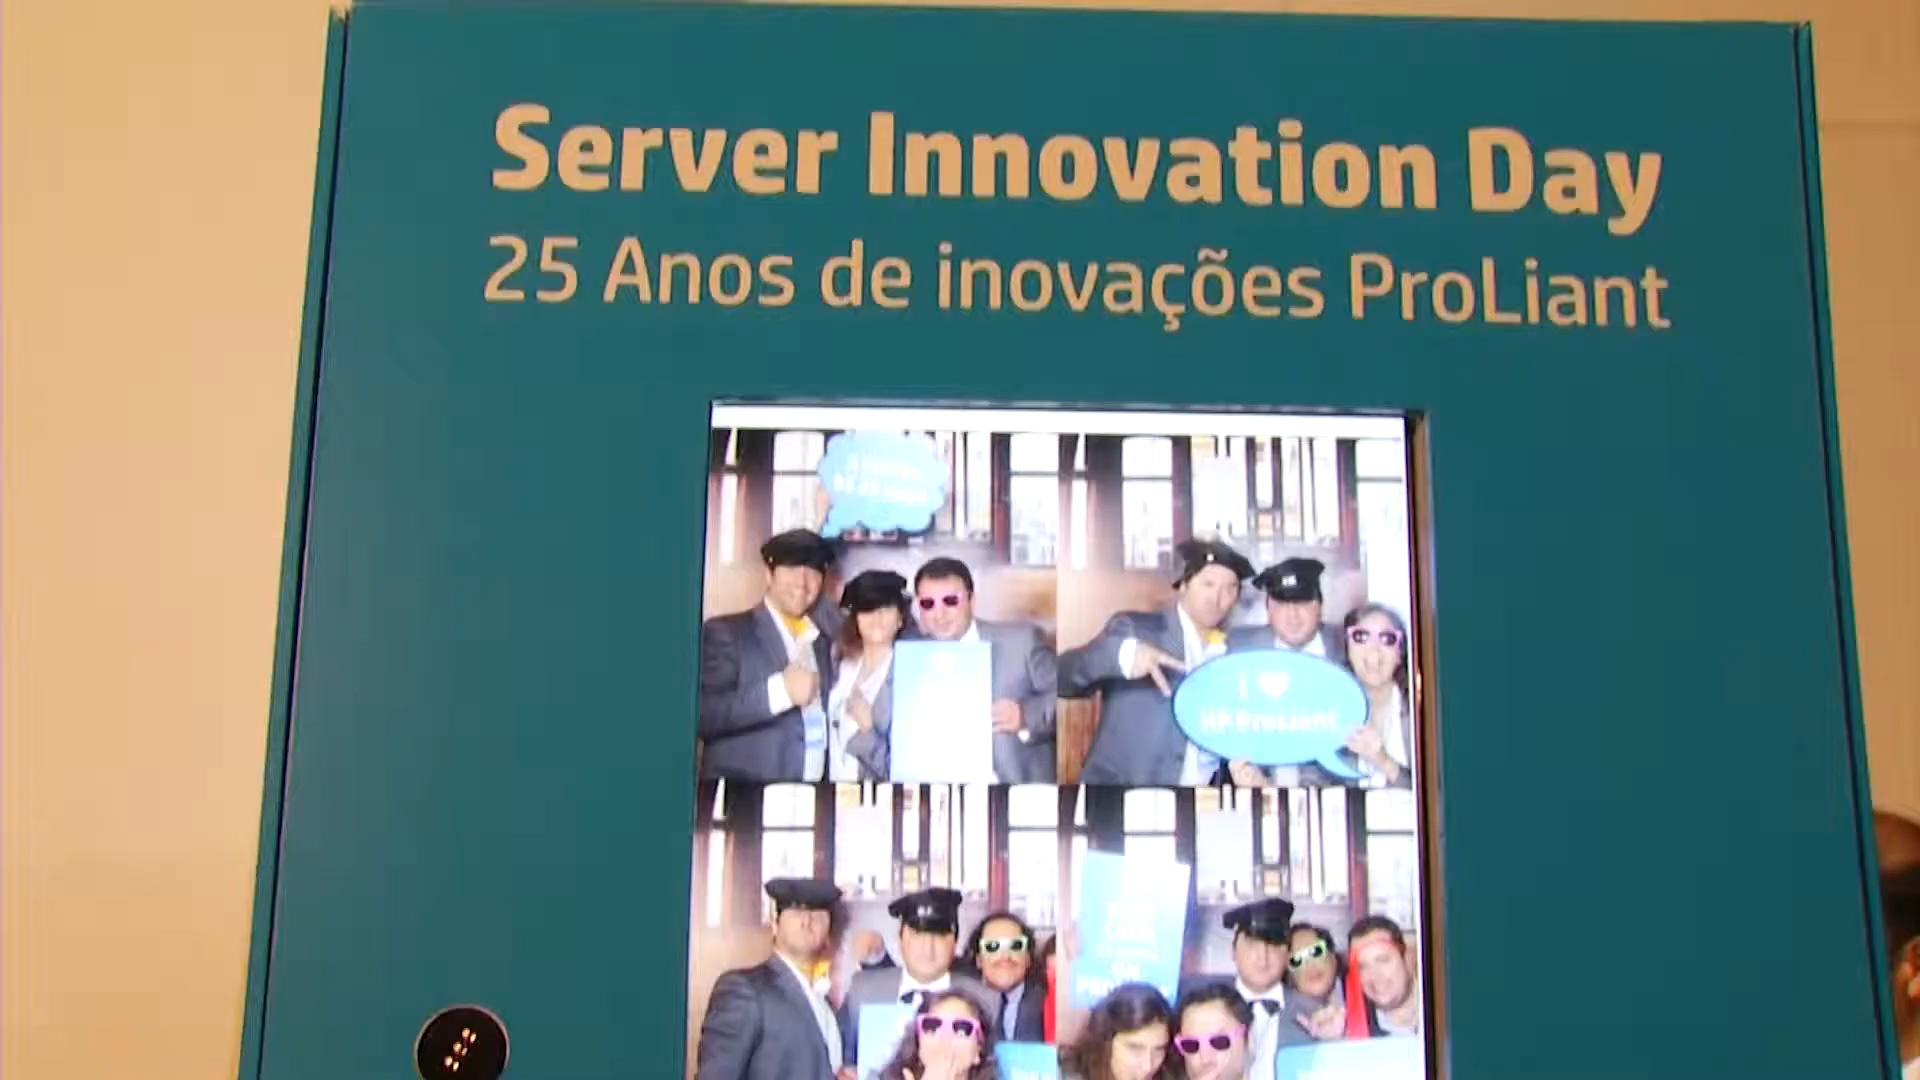 Server Innovation Day
25 Anos de inovações ProLiant
I
HP ProLiant